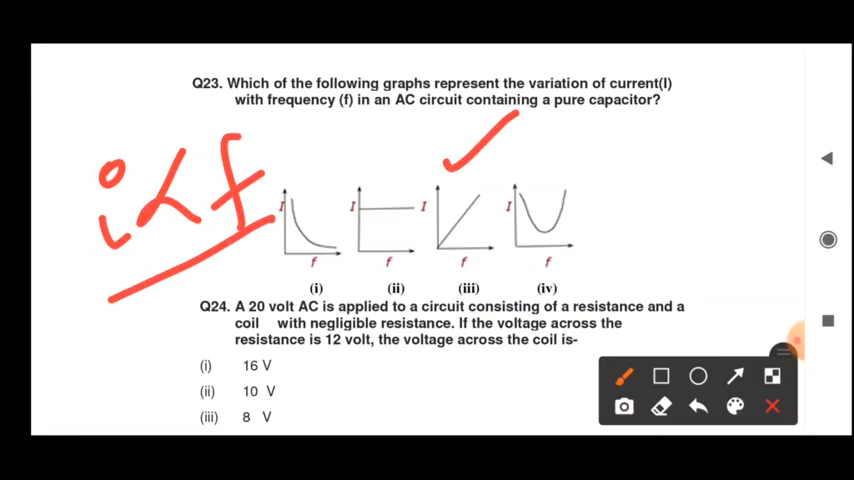 Q23. Which of the following graphs represent the variation of current(I)
with frequency (f) in an AC circuit containing a pure capacitor?
i ∝ f
I I I I
f f f f
(i) (ii) (iii) (iv)
Q24. A 20 volt AC is applied to a circuit consisting of a resistance and a
coil with negligible resistance. If the voltage across the
resistance is 12 volt, the voltage across the coil is-
(i) 16 V
(ii) 10 V
(iii) 8 V